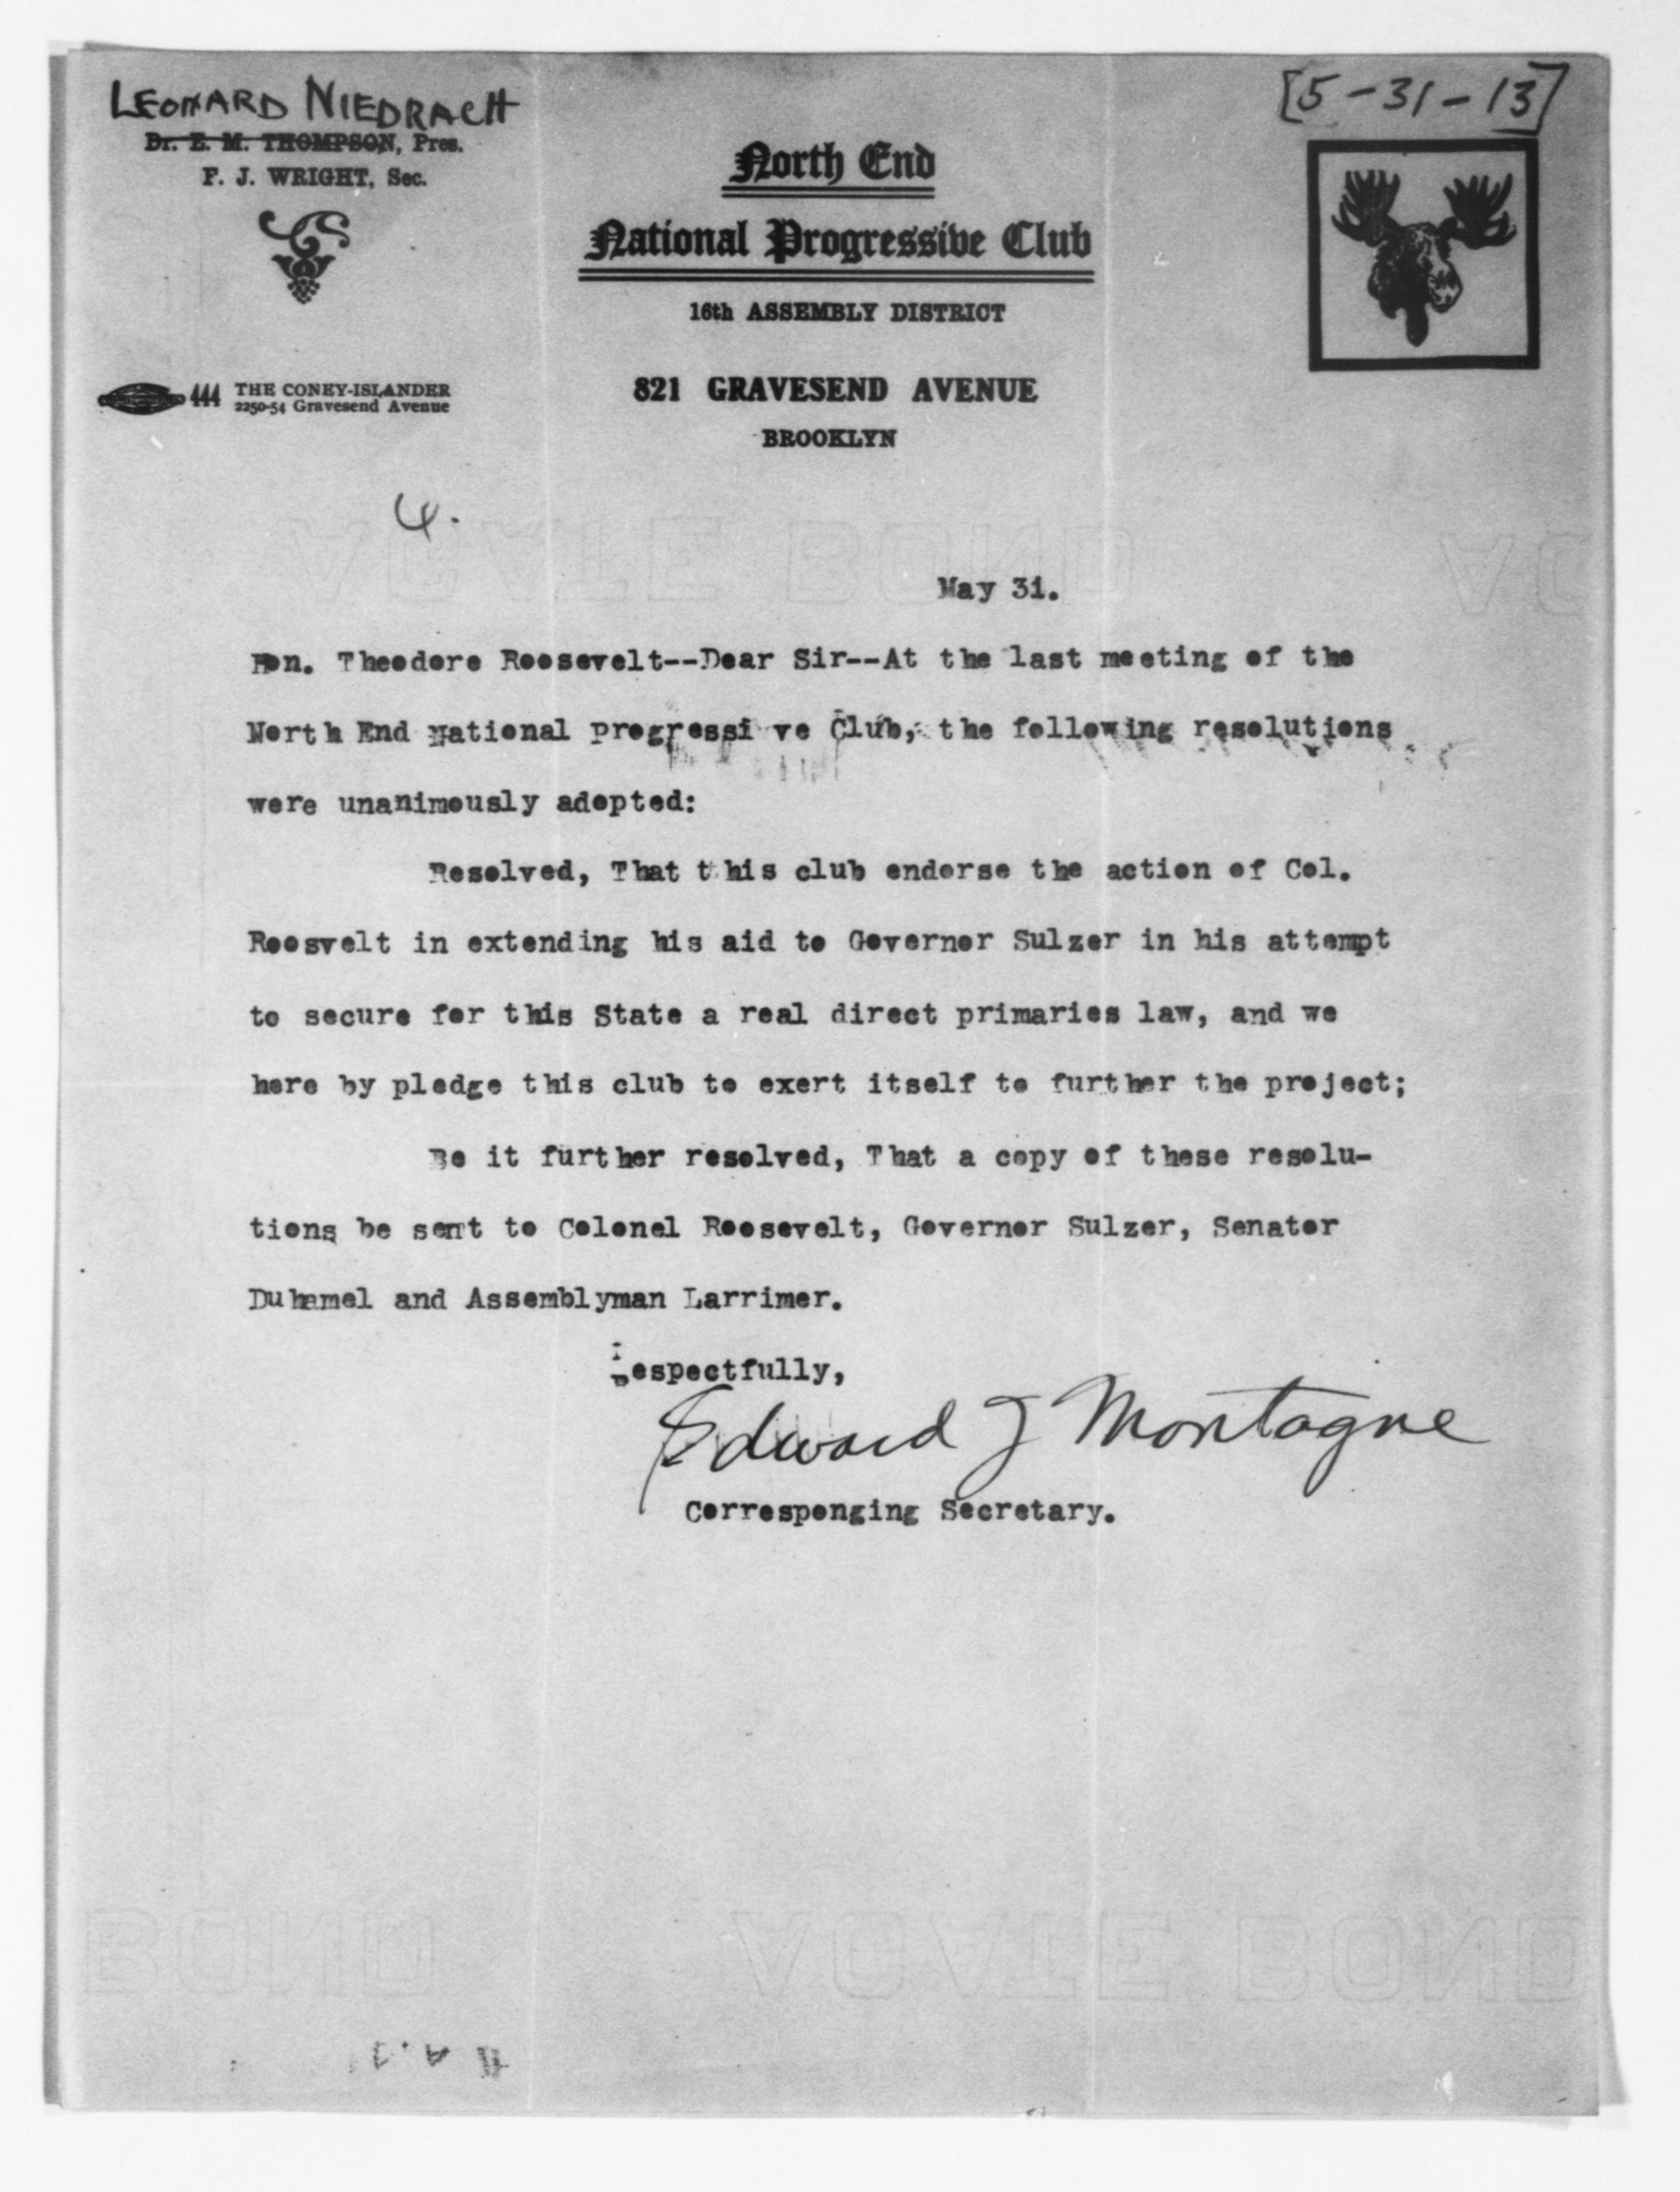 LEONARD NIEDRACH
Dr. E. M. THOMPSON, Pres.
F. J. WRIGHT, Sec.
[5-31-13]
North End
National Progressive Club
16th ASSEMBLY DISTRICT
444 THE CONEY-ISLANDER
2250-54 Gravesend Avenue
821 GRAVESEND AVENUE
BROOKLYN
AGATE BOND
May 31.
Hon. Theodore Roosevelt--Dear Sir--At the last meeting of the
North End National Progressive Club, the following resolutions
were unanimously adopted:
Resolved, That this club endorse the action of Col.
Roosvelt in extending his aid to Governor Sulzer in his attempt
to secure for this State a real direct primaries law, and we
here by pledge this club to exert itself to further the project;
Be it further resolved, That a copy of these resolu-
tions be sent to Colonel Roosevelt, Governor Sulzer, Senator
Duhamel and Assemblyman Larrimer.
Respectfully,
Edward J Montagne
Corresponging Secretary.
BOND AGATE BOND